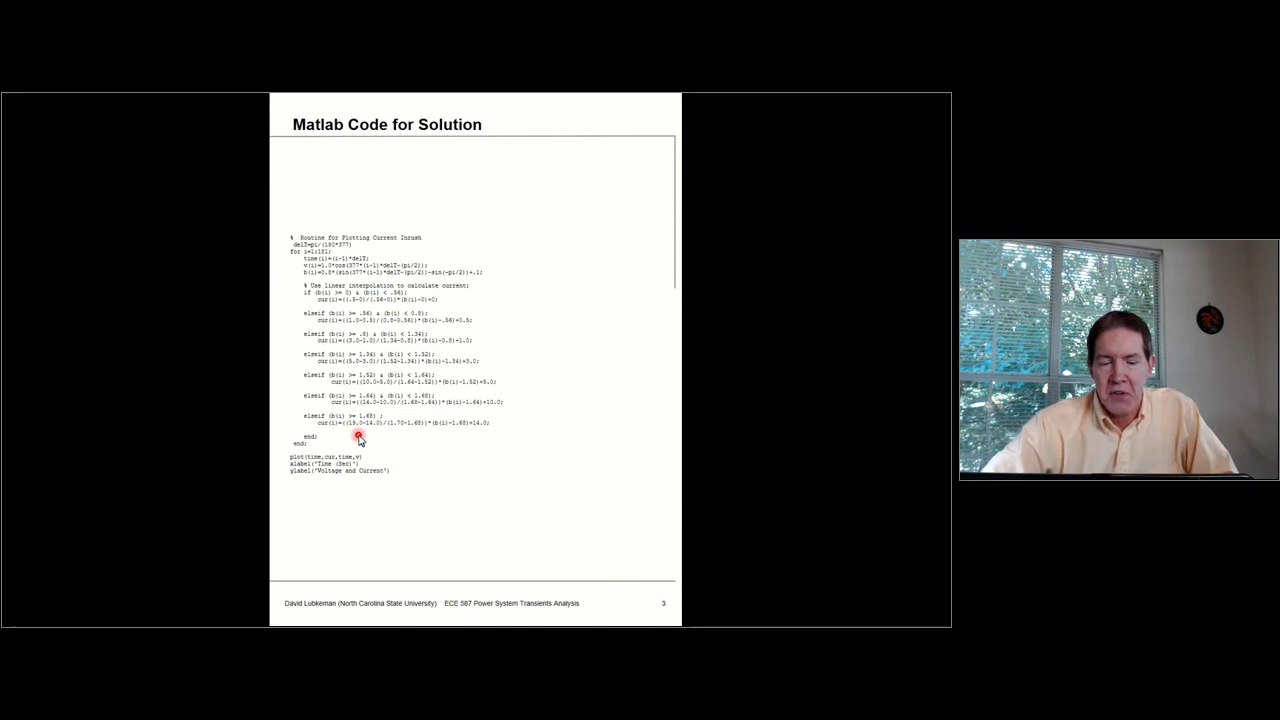 Matlab Code for Solution
% Routine for Plotting Current Inrush
delT=pi/(180*377)
for i=1:181;
time(i)=(i-1)*delT;
v(i)=1.0*cos(377*(i-1)*delT-(pi/2));
b(i)=0.8*(sin(377*(i-1)*delT-(pi/2))-sin(-pi/2))+.1;
% Use linear interpolation to calculate current;
if (b(i) >= 0) & (b(i) < .56);
cur(i)=((.5-0)/(.56-0))*(b(i)-0)+0;
elseif (b(i) >= .56) & (b(i) < 0.8);
cur(i)=((1.0-0.5)/(0.8-0.56))*(b(i)-.56)+0.5;
elseif (b(i) >= .8) & (b(i) < 1.34);
cur(i)=((3.0-1.0)/(1.34-0.8))*(b(i)-0.8)+1.0;
elseif (b(i) >= 1.34) & (b(i) < 1.52);
cur(i)=((5.0-3.0)/(1.52-1.34))*(b(i)-1.34)+3.0;
elseif (b(i) >= 1.52) & (b(i) < 1.64);
cur(i)=((10.0-5.0)/(1.64-1.52))*(b(i)-1.52)+5.0;
elseif (b(i) >= 1.64) & (b(i) < 1.68);
cur(i)=((14.0-10.0)/(1.68-1.64))*(b(i)-1.64)+10.0;
elseif (b(i) >= 1.68) ;
cur(i)=((19.0-14.0)/(1.70-1.68))*(b(i)-1.68)+14.0;
end;
end;
plot(time,cur,time,v)
xlabel('Time (Sec)')
ylabel('Voltage and Current')
David Lubkeman (North Carolina State University) ECE 587 Power System Transients Analysis 3